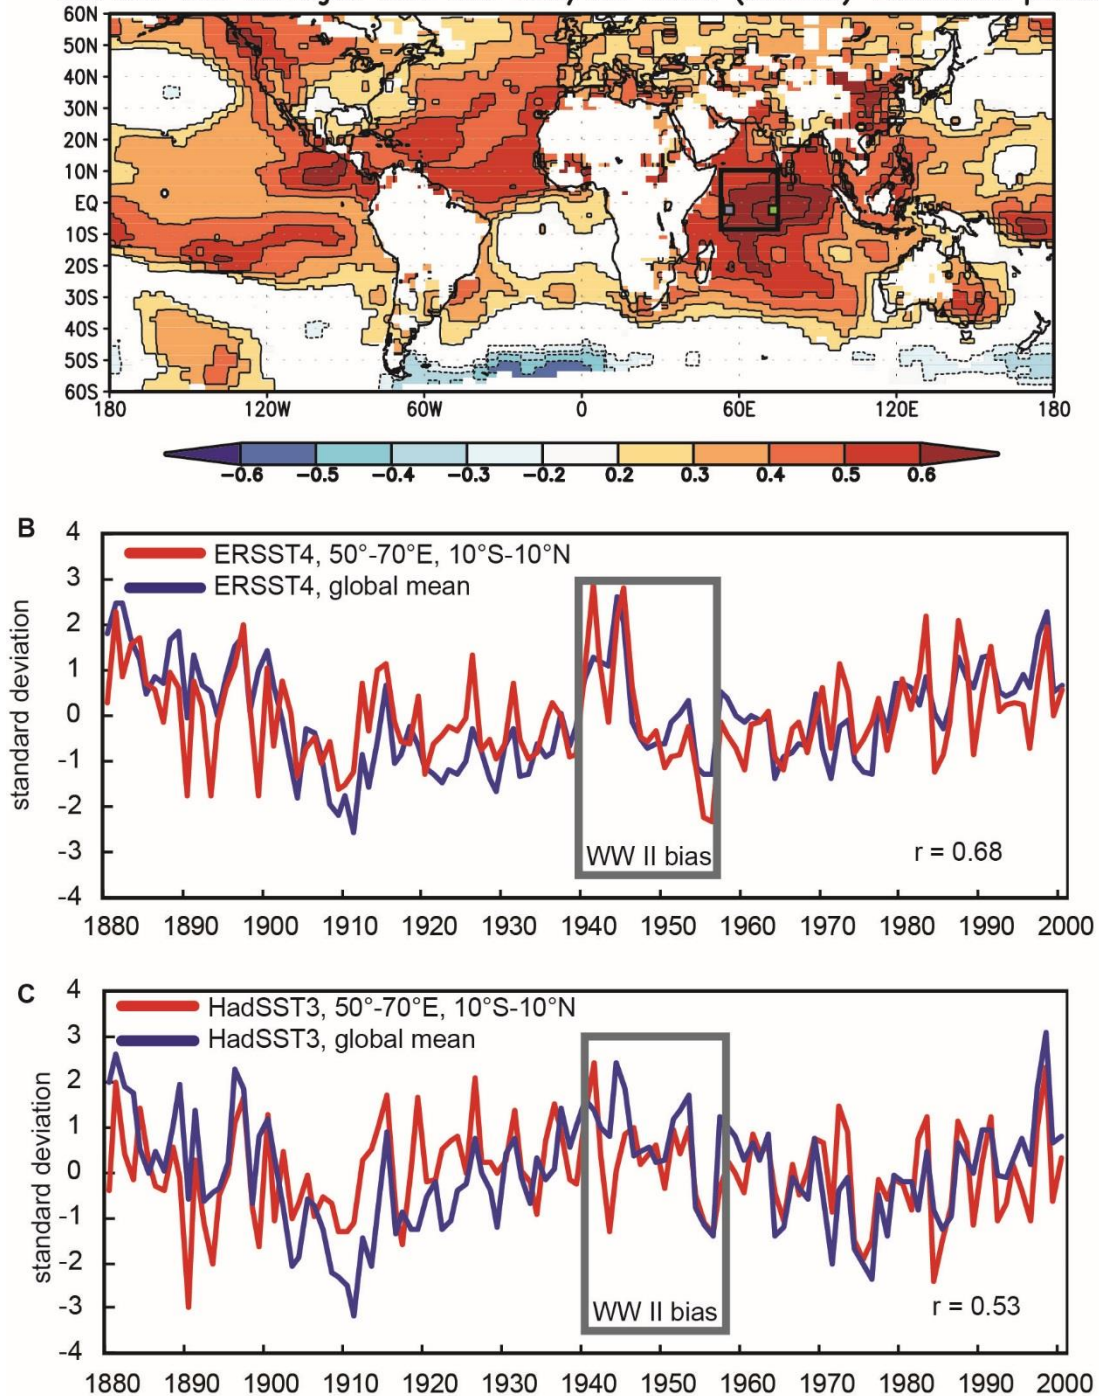 60N
50N
40N
30N
20N
10N
EQ
10S
20S
30S
40S
50S
60S
180 120W 60W 0 60E 120E 180
-0.6 -0.5 -0.4 -0.3 -0.2 0.2 0.3 0.4 0.5 0.6
B
4
3
2
1
0
-1
-2
-3
-4
standard deviation
ERSST4, 50°-70°E, 10°S-10°N
ERSST4, global mean
WW II bias
r = 0.68
1880 1890 1900 1910 1920 1930 1940 1950 1960 1970 1980 1990 2000
C
4
3
2
1
0
-1
-2
-3
-4
standard deviation
HadSST3, 50°-70°E, 10°S-10°N
HadSST3, global mean
WW II bias
r = 0.53
1880 1890 1900 1910 1920 1930 1940 1950 1960 1970 1980 1990 2000